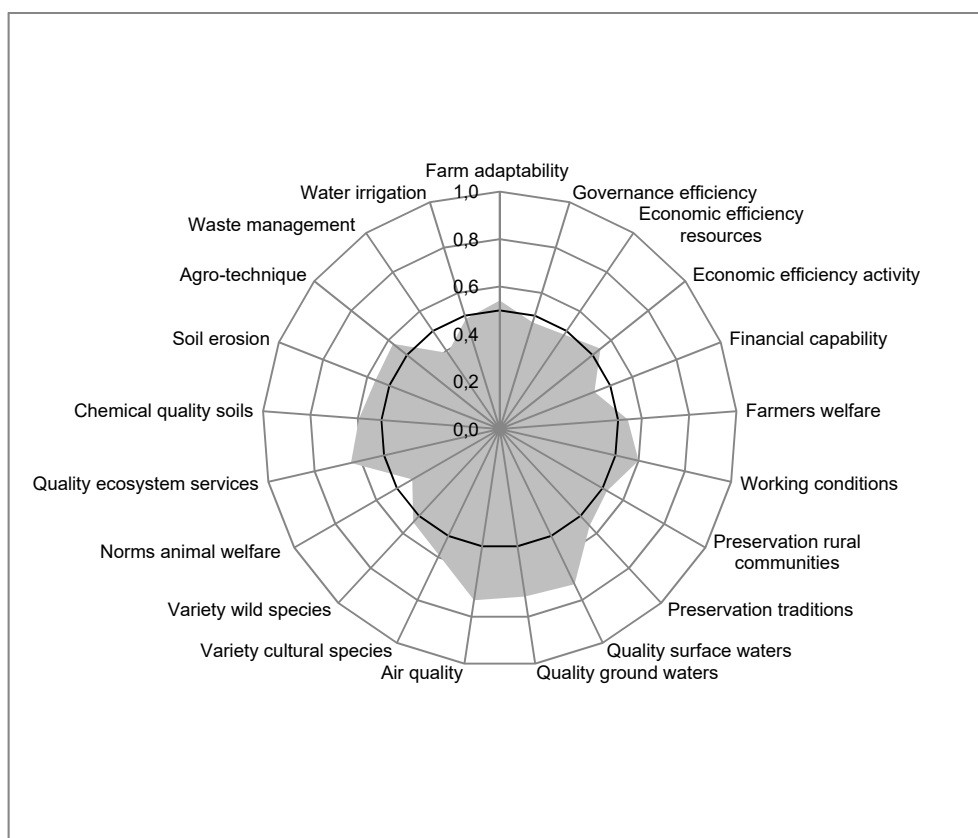 Farm adaptability
Governance efficiency
Economic efficiency
resources
Economic efficiency activity
Financial capability
Farmers welfare
Working conditions
Preservation rural
communities
Preservation traditions
Quality surface waters
Quality ground waters
Air quality
Variety cultural species
Variety wild species
Norms animal welfare
Quality ecosystem services
Chemical quality soils
Soil erosion
Agro-technique
Waste management
Water irrigation
1,0
0,8
0,6
0,4
0,2
0,0